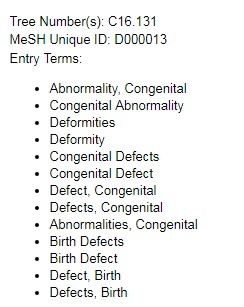 Tree Number(s): C16.131
MeSH Unique ID: D000013
Entry Terms:
• Abnormality, Congenital
• Congenital Abnormality
• Deformities
• Deformity
• Congenital Defects
• Congenital Defect
• Defect, Congenital
• Defects, Congenital
• Abnormalities, Congenital
• Birth Defects
• Birth Defect
• Defect, Birth
• Defects, Birth